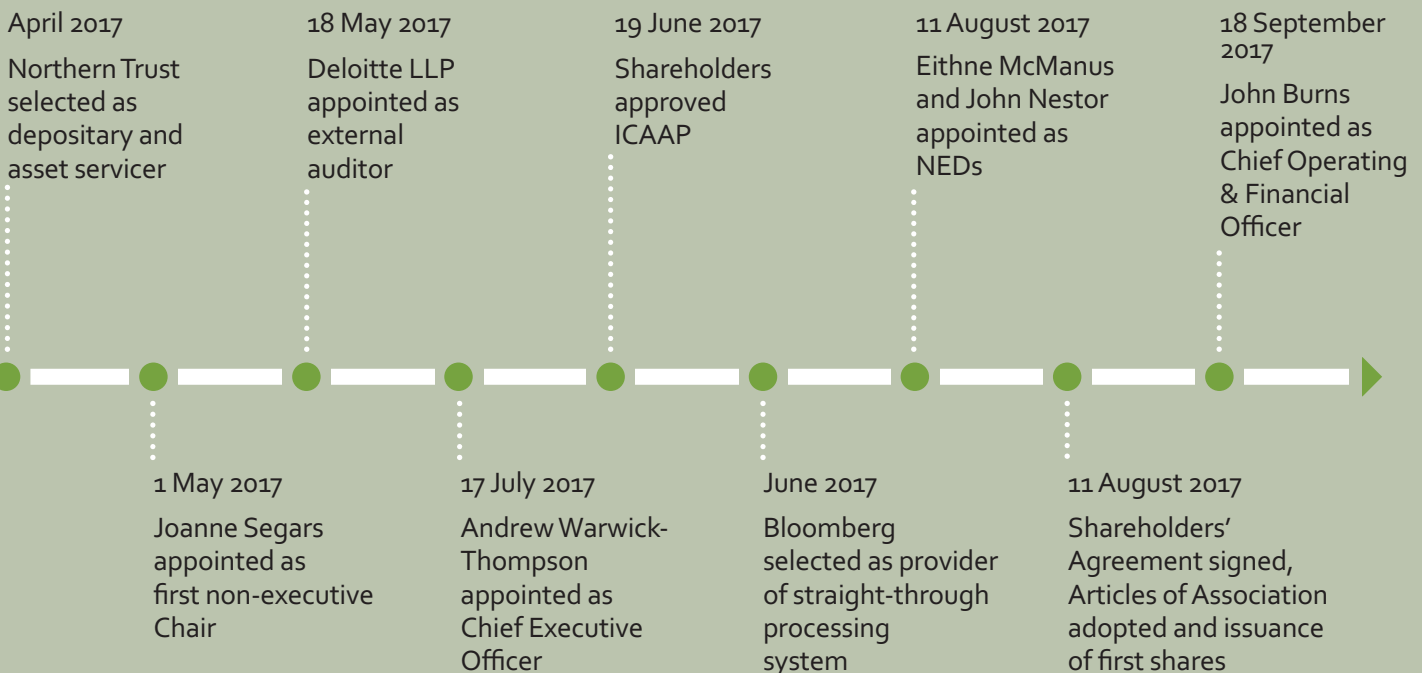 April 2017
Northern Trust
selected as
depositary and
asset servicer
18 May 2017
Deloitte LLP
appointed as
external
auditor
19 June 2017
Shareholders
approved
ICAAP
11 August 2017
Eithne McManus
and John Nestor
appointed as
NEDs
18 September
2017
John Burns
appointed as
Chief Operating
& Financial
Officer
1 May 2017
Joanne Segars
appointed as
first non-executive
Chair
17 July 2017
Andrew Warwick-
Thompson
appointed as
Chief Executive
Officer
June 2017
Bloomberg
selected as provider
of straight-through
processing
system
11 August 2017
Shareholders’
Agreement signed,
Articles of Association
adopted and issuance
of first shares